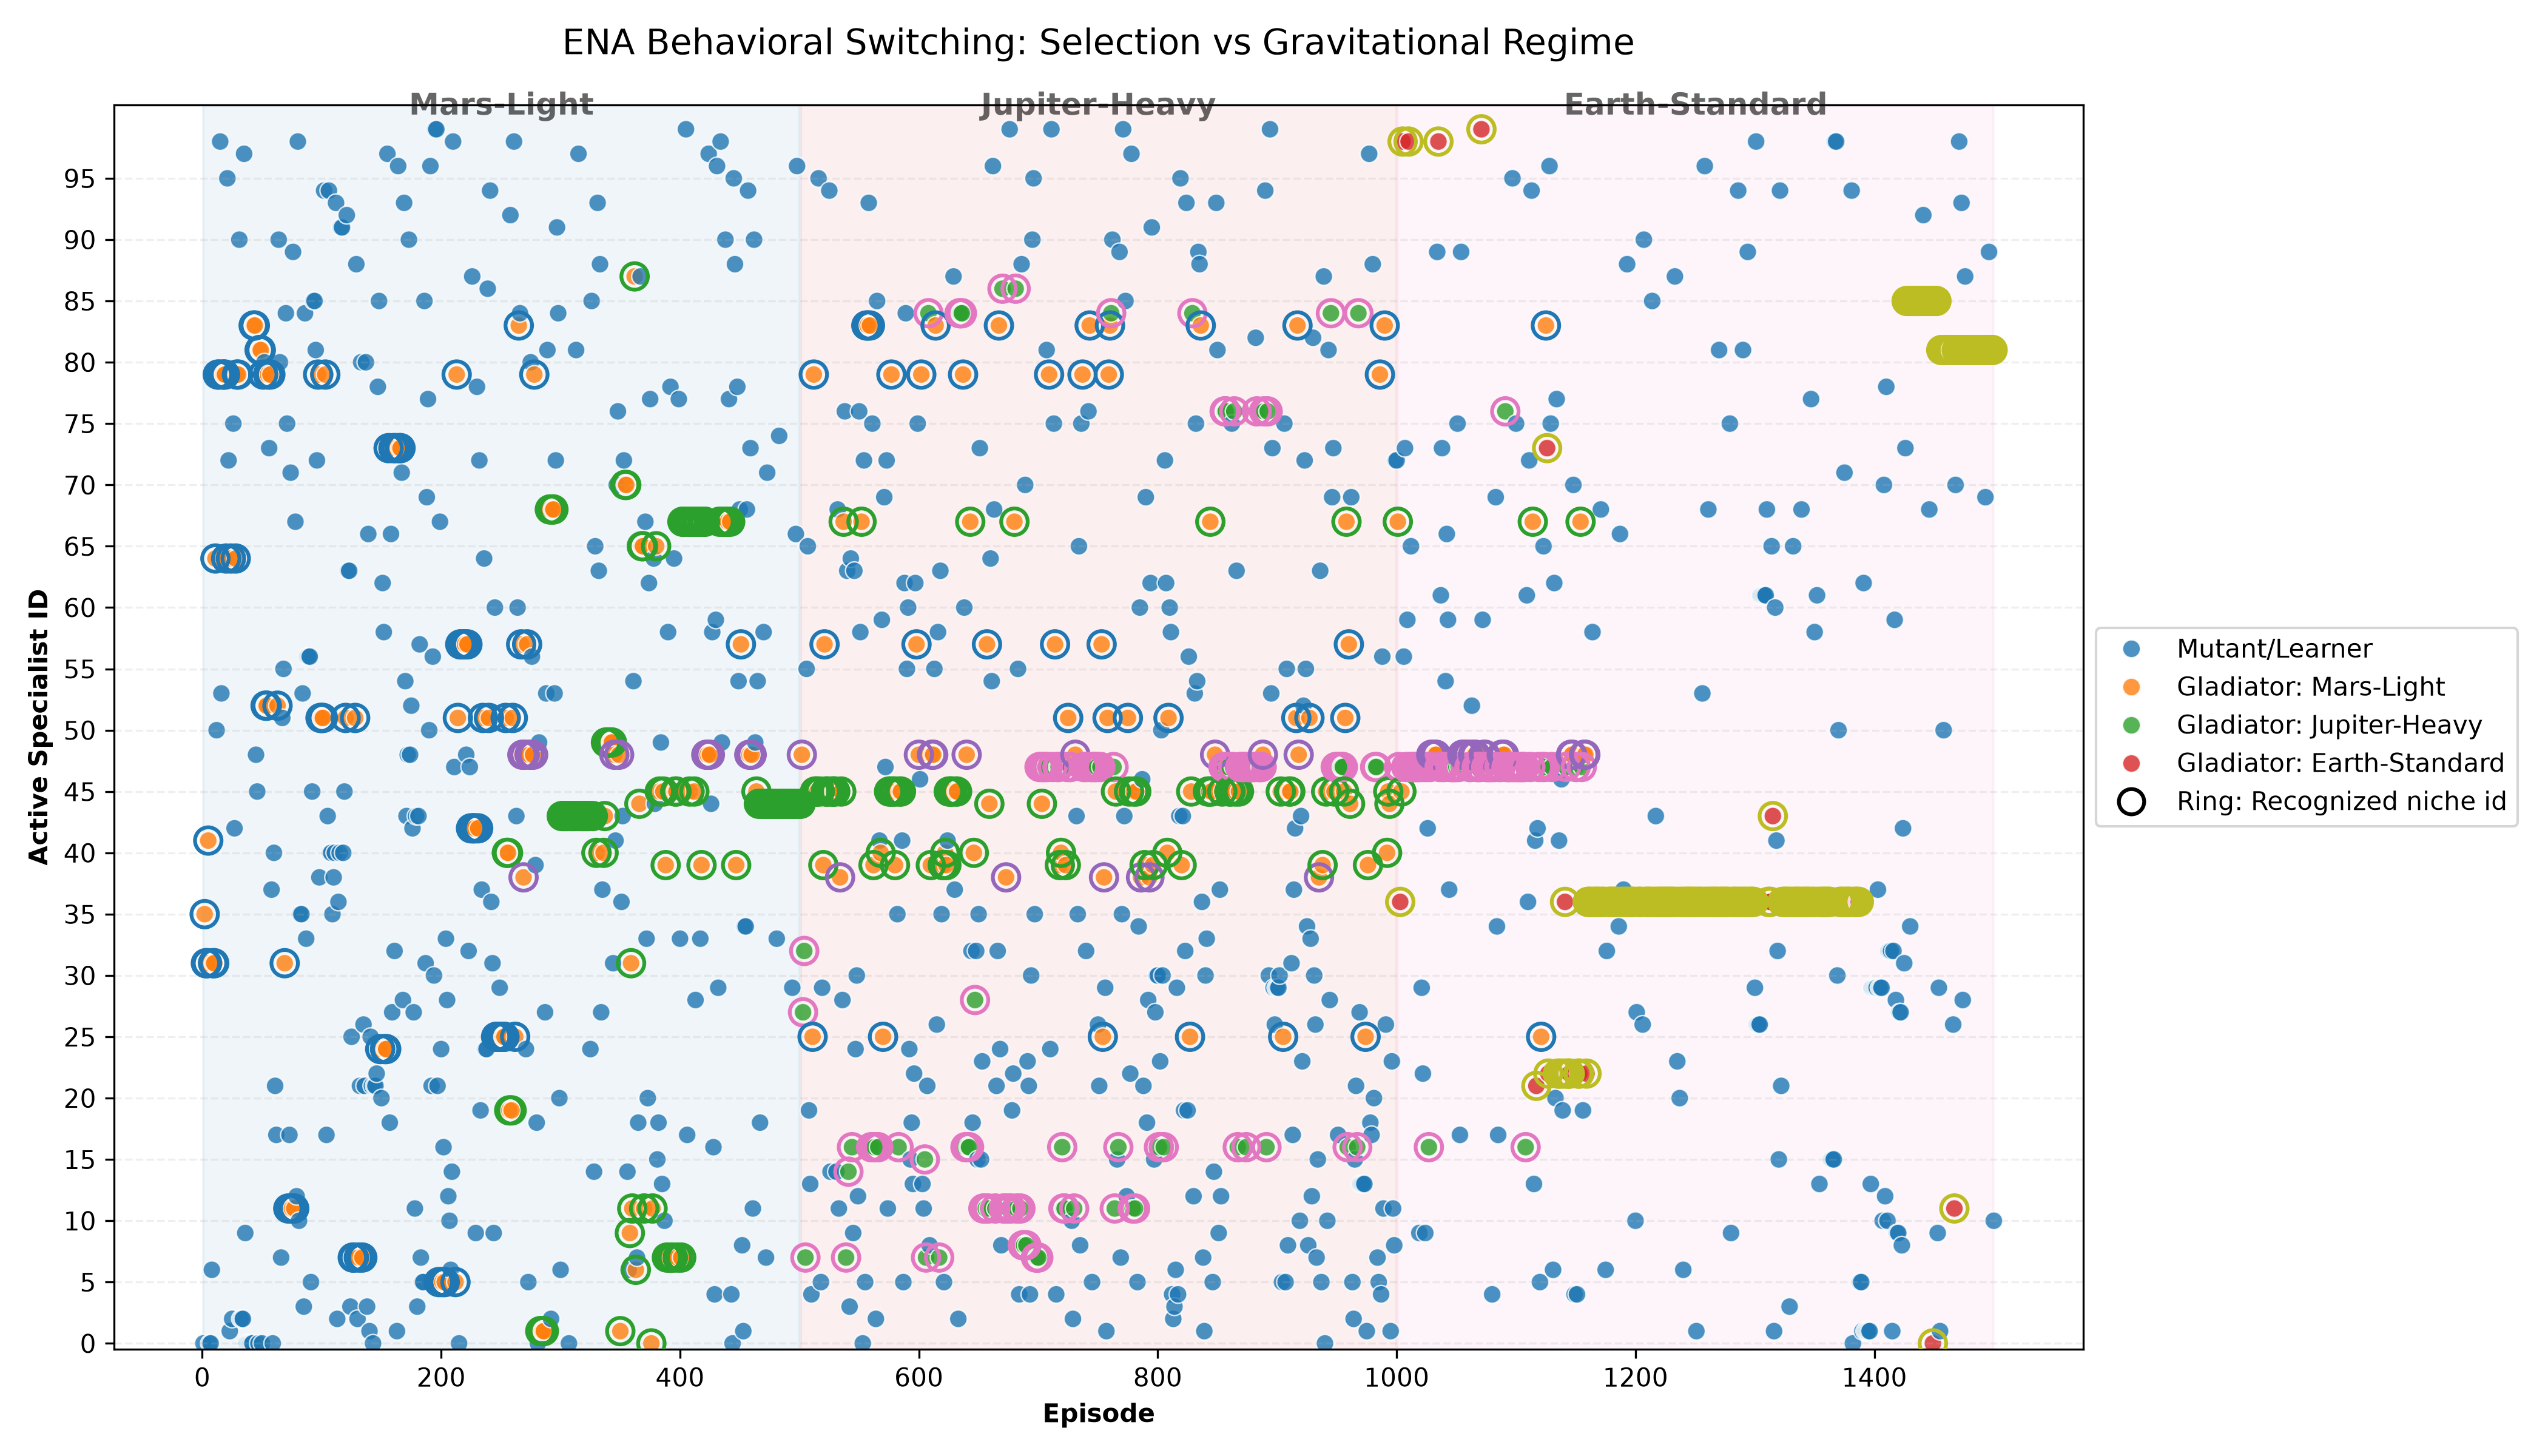 ENA Behavioral Switching: Selection vs Gravitational Regime
Mars-Light
Jupiter-Heavy
Earth-Standard
95
90
85
80
75
70
65
60
55
50
45
40
35
30
25
20
15
10
5
0
Active Specialist ID
0
200
400
600
800
1000
1200
1400
Episode
Mutant/Learner
Gladiator: Mars-Light
Gladiator: Jupiter-Heavy
Gladiator: Earth-Standard
Ring: Recognized niche id